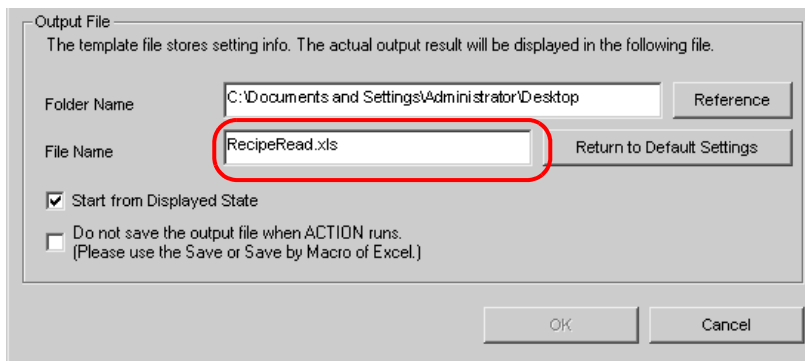 Output File
The template file stores setting info. The actual output result will be displayed in the following file.
Folder Name
C:\Documents and Settings\Administrator\Desktop
Reference
File Name
RecipeRead.xls
Return to Default Settings
Start from Displayed State
Do not save the output file when ACTION runs.
(Please use the Save or Save by Macro of Excel.)
OK
Cancel